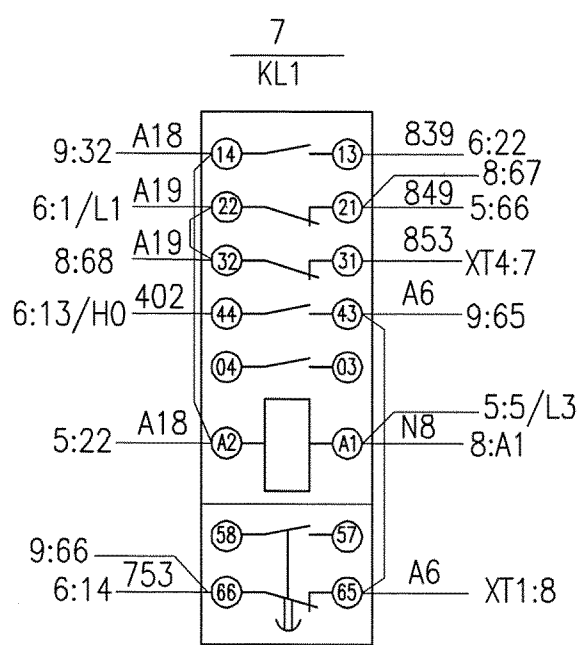 7
KL1
9:32 A18 14 13 839 6:22
8:67
6:1/L1 A19 22 21 849 5:66
8:68 A19 32 31 853 XT4:7
6:13/H0 402 44 43 A6 9:65
04 03
5:5/L3
5:22 A18 A2 A1 N8 8:A1
58 57
9:66
6:14 753 66 65 A6 XT1:8